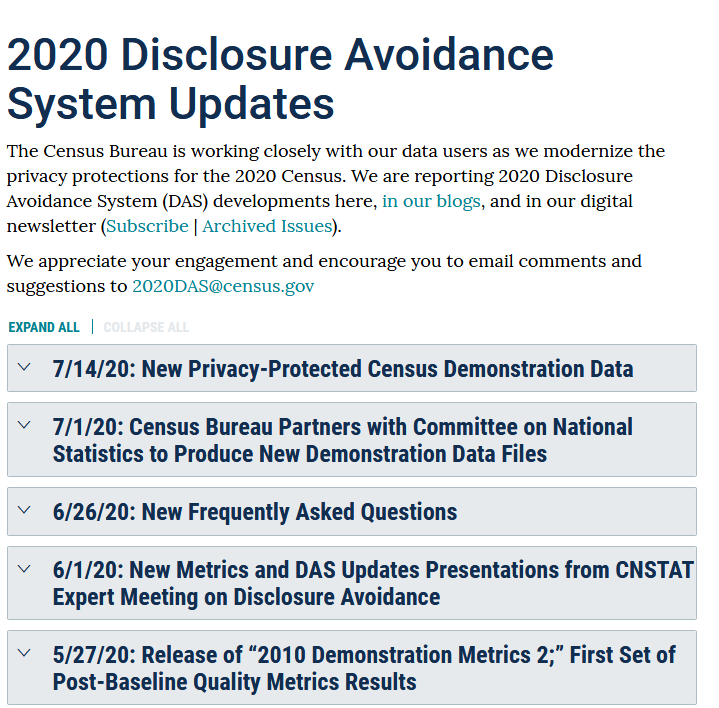 2020 Disclosure Avoidance
System Updates
The Census Bureau is working closely with our data users as we modernize the
privacy protections for the 2020 Census. We are reporting 2020 Disclosure
Avoidance System (DAS) developments here, in our blogs, and in our digital
newsletter (Subscribe | Archived Issues).
We appreciate your engagement and encourage you to email comments and
suggestions to 2020DAS@census.gov
EXPAND ALL | COLLAPSE ALL
7/14/20: New Privacy-Protected Census Demonstration Data
7/1/20: Census Bureau Partners with Committee on National
Statistics to Produce New Demonstration Data Files
6/26/20: New Frequently Asked Questions
6/1/20: New Metrics and DAS Updates Presentations from CNSTAT
Expert Meeting on Disclosure Avoidance
5/27/20: Release of “2010 Demonstration Metrics 2;” First Set of
Post-Baseline Quality Metrics Results